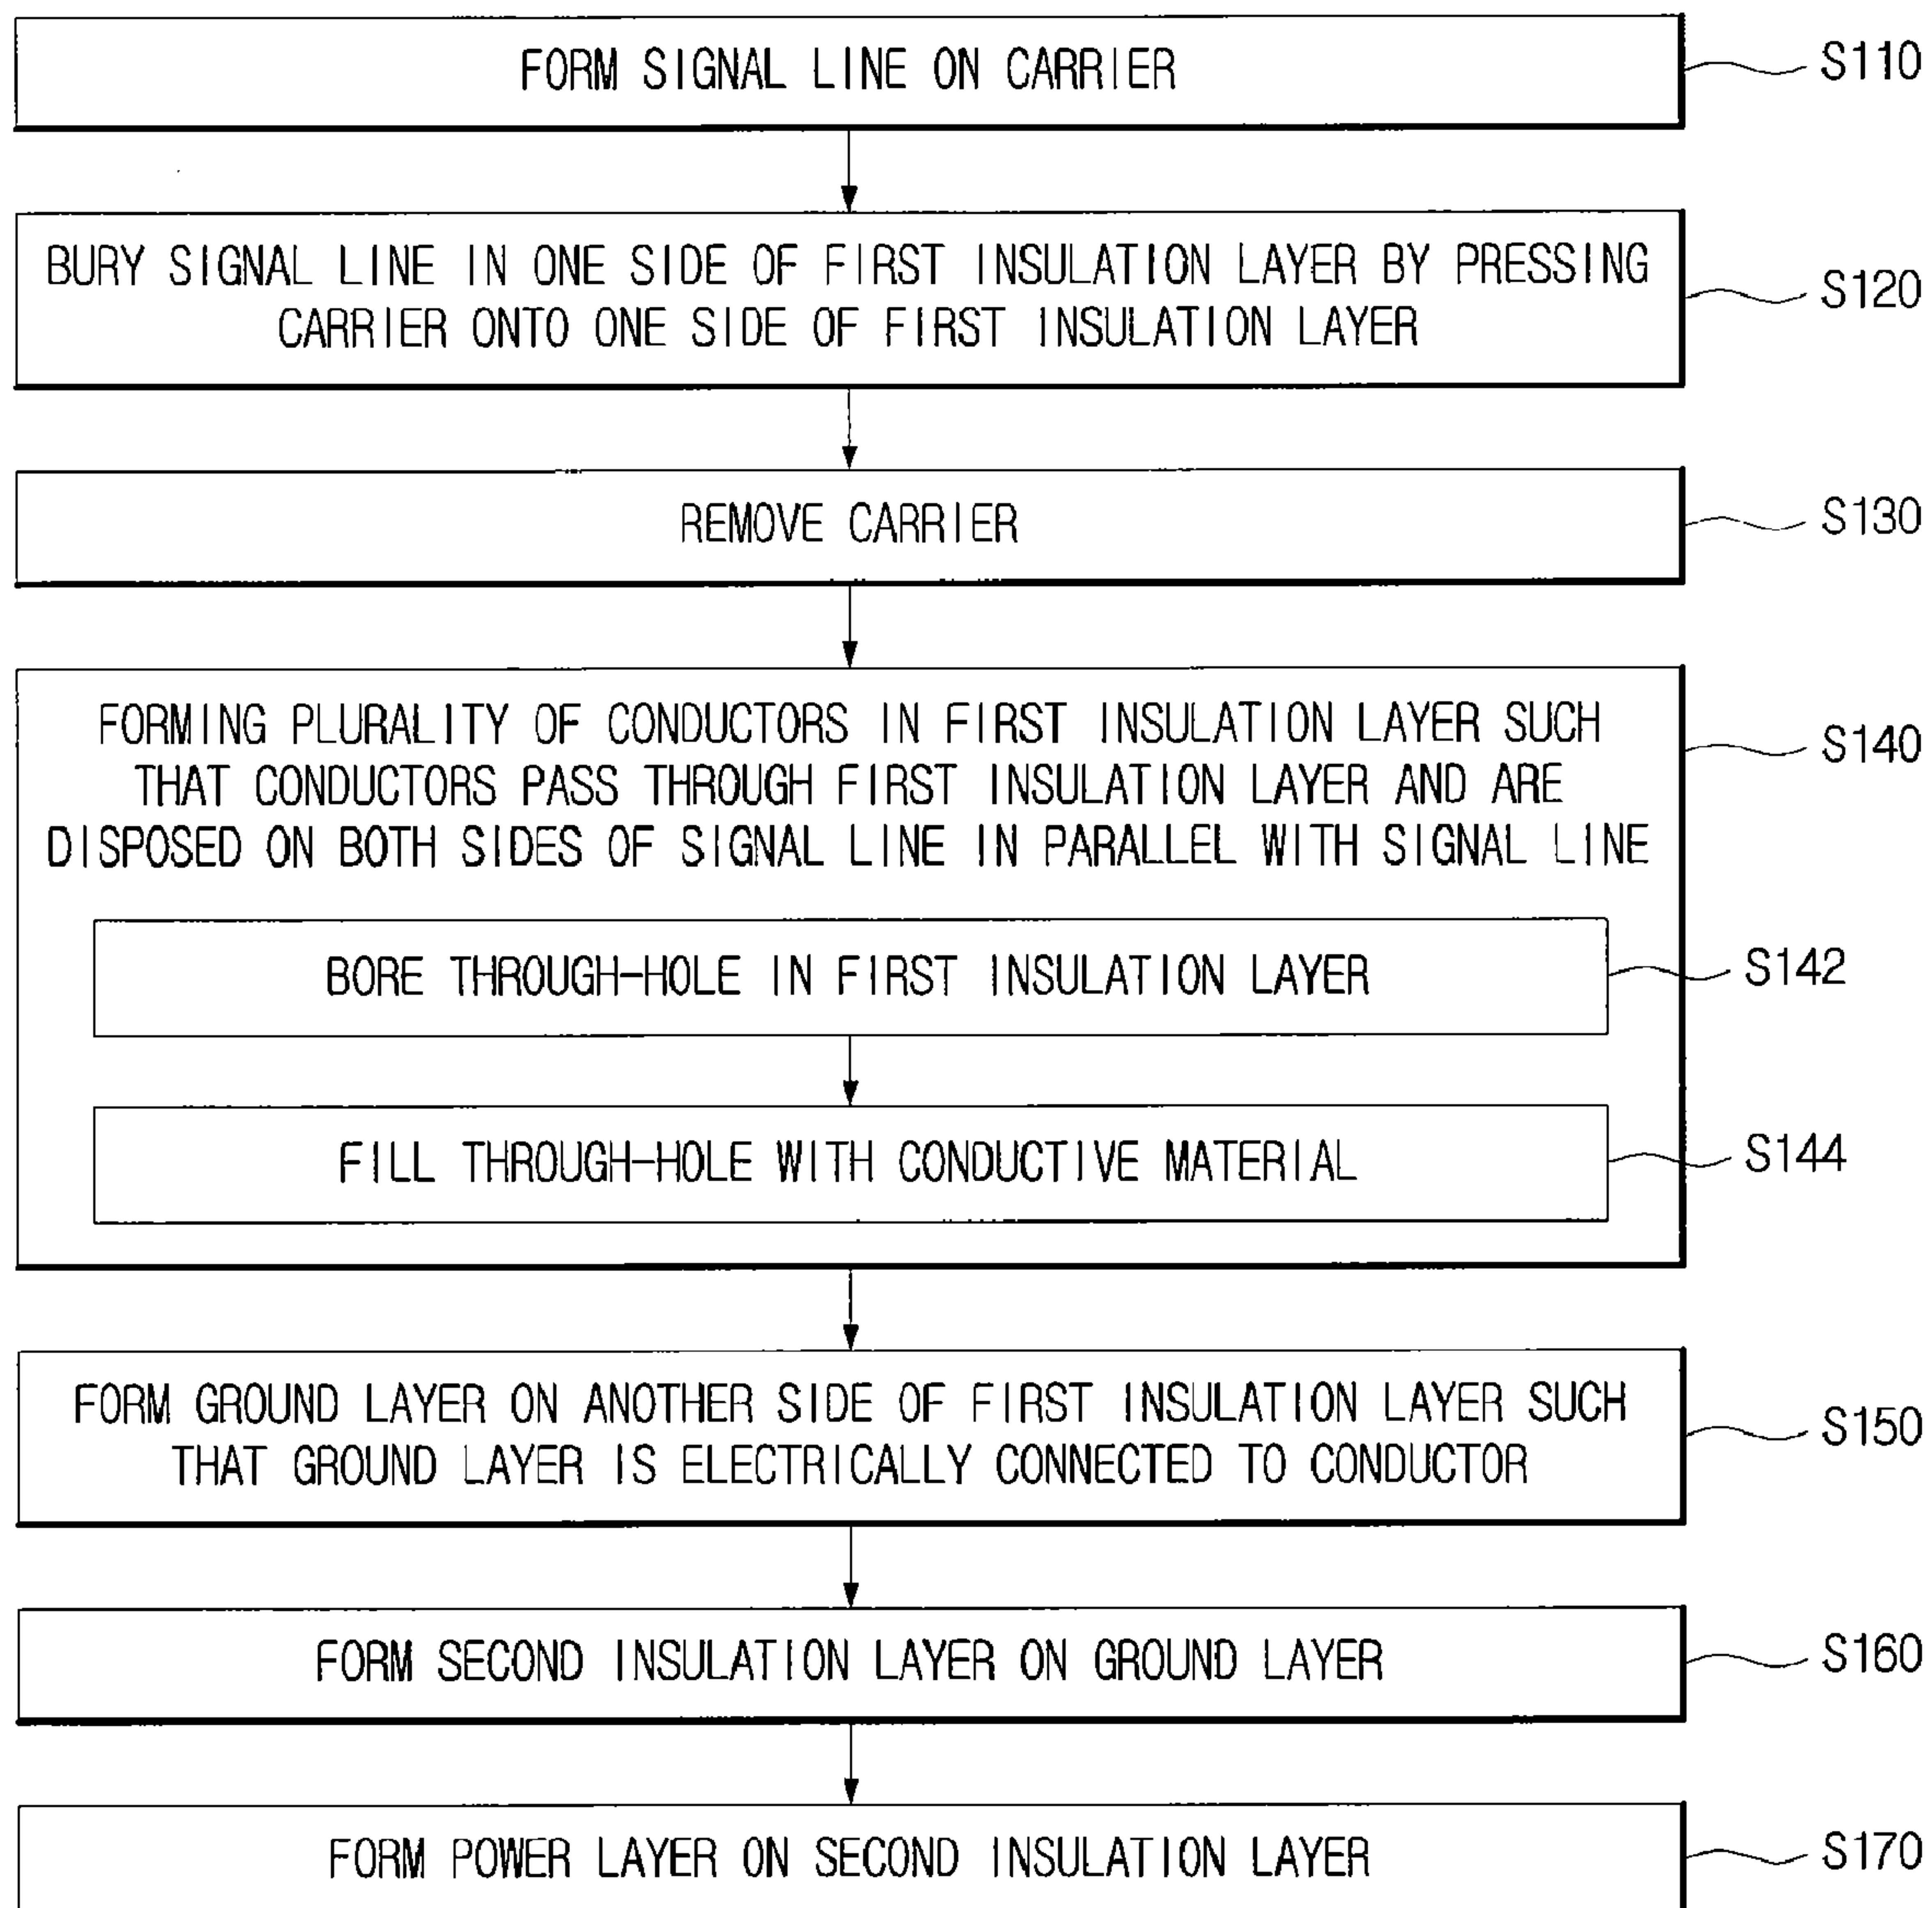 FORM SIGNAL LINE ON CARRIER
S110
BURY SIGNAL LINE IN ONE SIDE OF FIRST INSULATION LAYER BY PRESSING
CARRIER ONTO ONE SIDE OF FIRST INSULATION LAYER
S120
REMOVE CARRIER
S130
FORMING PLURALITY OF CONDUCTORS IN FIRST INSULATION LAYER SUCH
THAT CONDUCTORS PASS THROUGH FIRST INSULATION LAYER AND ARE
DISPOSED ON BOTH SIDES OF SIGNAL LINE IN PARALLEL WITH SIGNAL LINE
S140
BORE THROUGH-HOLE IN FIRST INSULATION LAYER
S142
FILL THROUGH-HOLE WITH CONDUCTIVE MATERIAL
S144
FORM GROUND LAYER ON ANOTHER SIDE OF FIRST INSULATION LAYER SUCH
THAT GROUND LAYER IS ELECTRICALLY CONNECTED TO CONDUCTOR
S150
FORM SECOND INSULATION LAYER ON GROUND LAYER
S160
FORM POWER LAYER ON SECOND INSULATION LAYER
S170